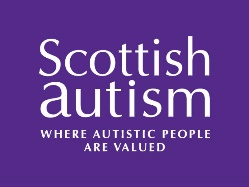 Scottish
autism
WHERE AUTISTIC PEOPLE
ARE VALUED